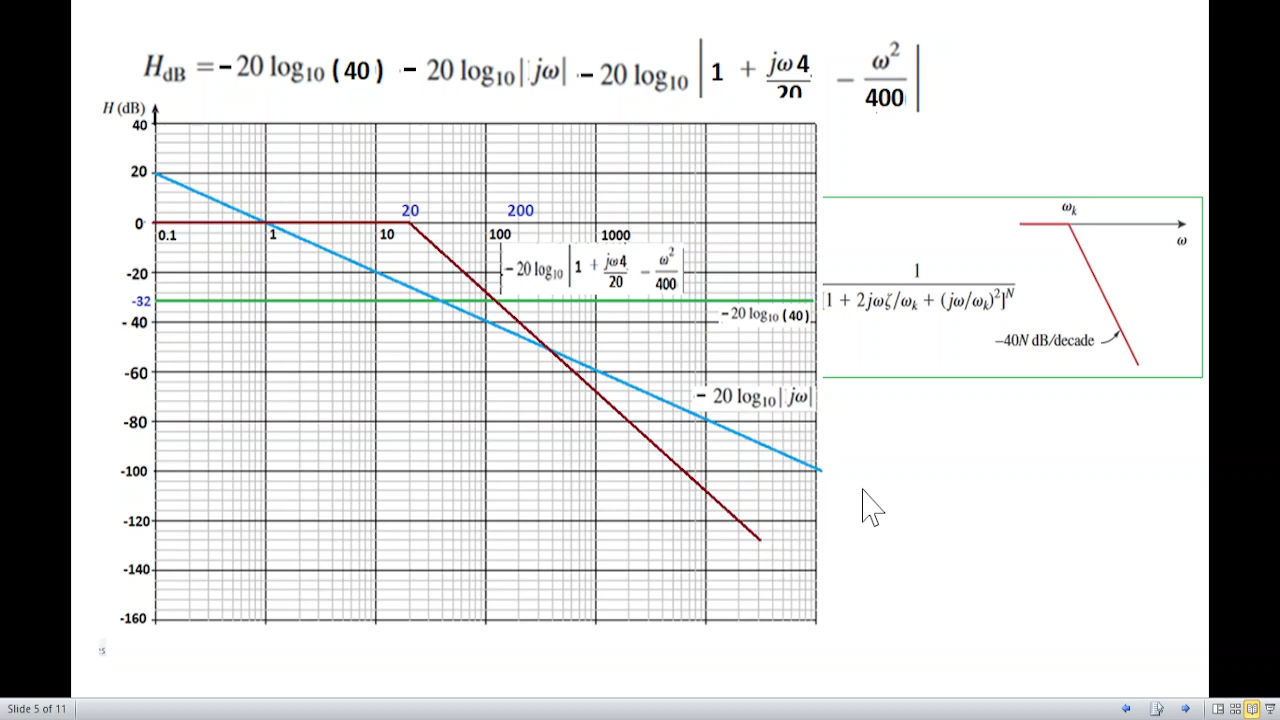 H_dB = − 20 log₁₀ (40) − 20 log₁₀|jω| − 20 log₁₀ |1 + jω4/20 − ω²/400|
H (dB)
40
20
0
-20
-32
-40
-60
-80
-100
-120
-140
-160
20 200
0.1 1 10 100 1000
− 20 log₁₀ |1 + jω4/20 − ω²/400|
− 20 log₁₀ (40)
− 20 log₁₀|jω|
ωₖ
ω
1
[1 + 2jωζ/ωₖ + (jω/ωₖ)²]ᴺ
−40N dB/decade
Slide 5 of 11